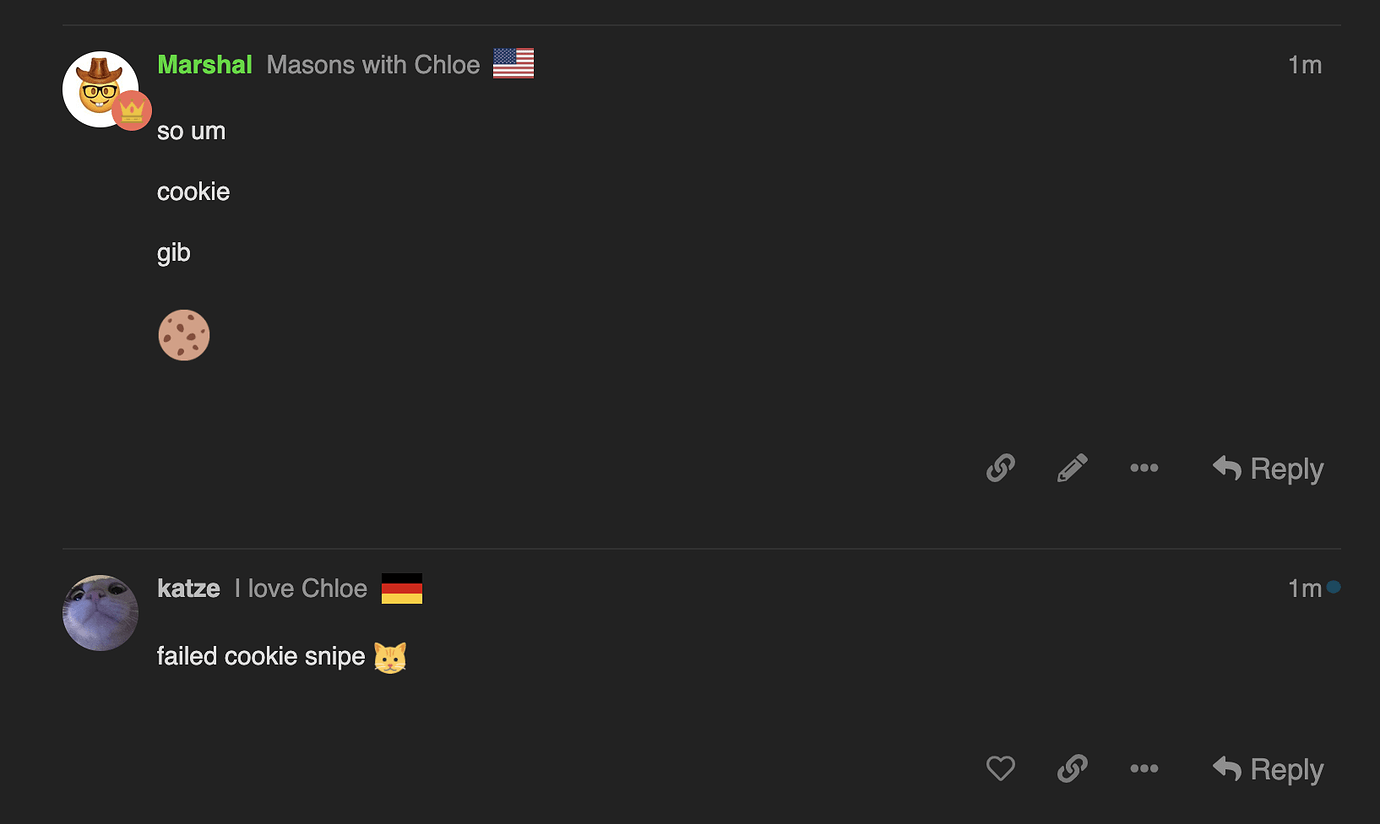 Marshal Masons with Chloe 1m
so um
cookie
gib
Reply
katze I love Chloe 1m
failed cookie snipe
Reply